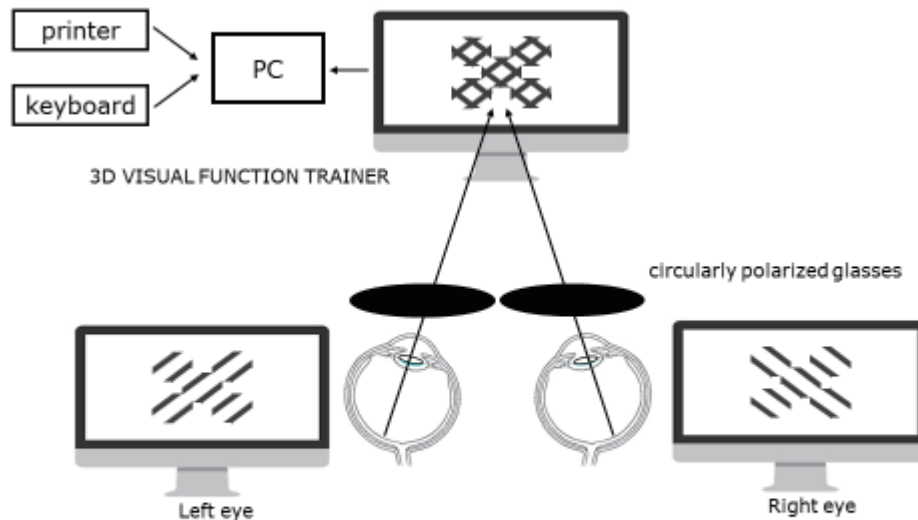 printer
PC
keyboard
3D VISUAL FUNCTION TRAINER
circularly polarized glasses
Left eye
Right eye